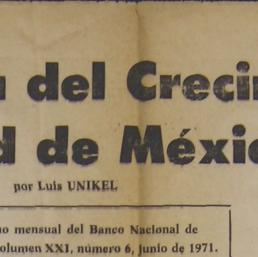 a del Creci
d de Méxic
por Luis UNIKEL
no mensual del Banco Nacional de
olumen XXI, número 6, junio de 1971.